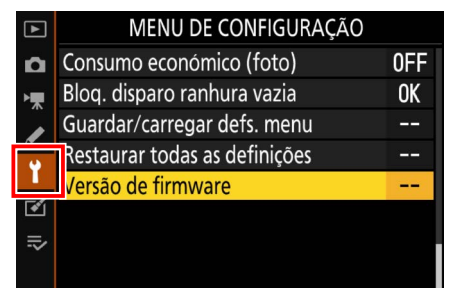 MENU DE CONFIGURAÇÃO
Consumo económico (foto) OFF
Bloq. disparo ranhura vazia OK
Guardar/carregar defs. menu --
Restaurar todas as definições --
Versão de firmware --